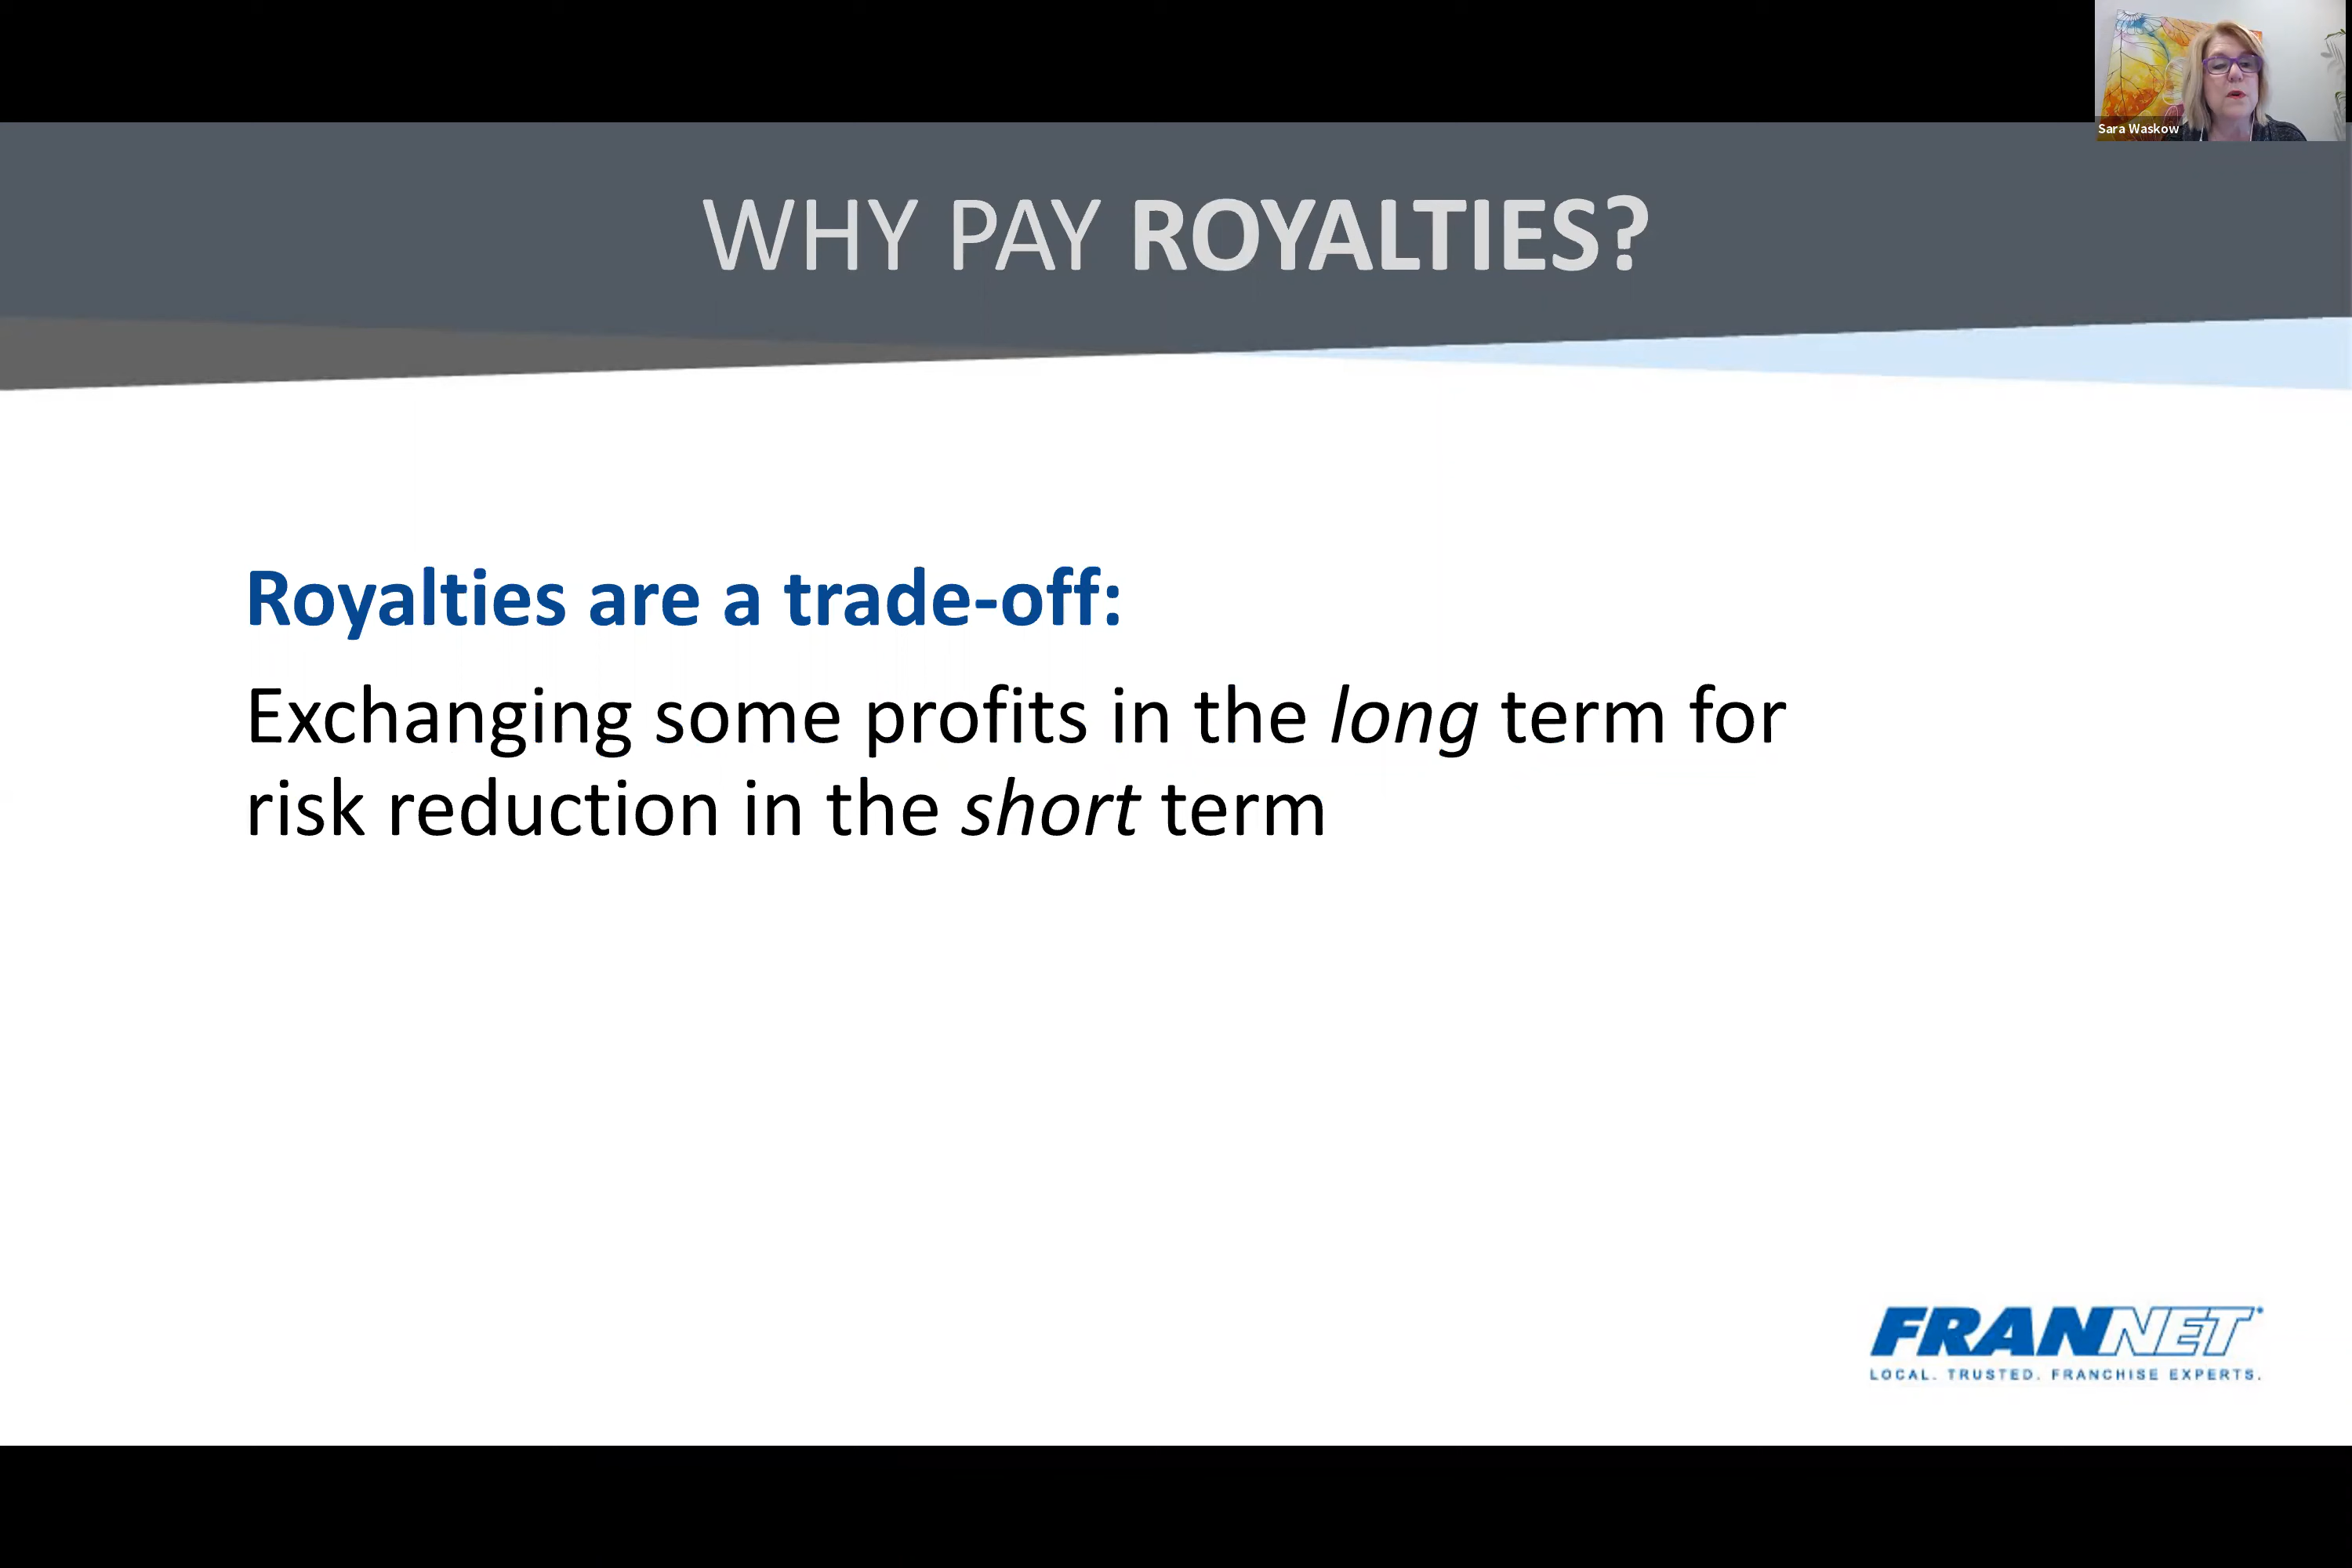 Sara Waskow
WHY PAY ROYALTIES?
Royalties are a trade-off:
Exchanging some profits in the long term for
risk reduction in the short term
FRANNET
LOCAL. TRUSTED. FRANCHISE EXPERTS.